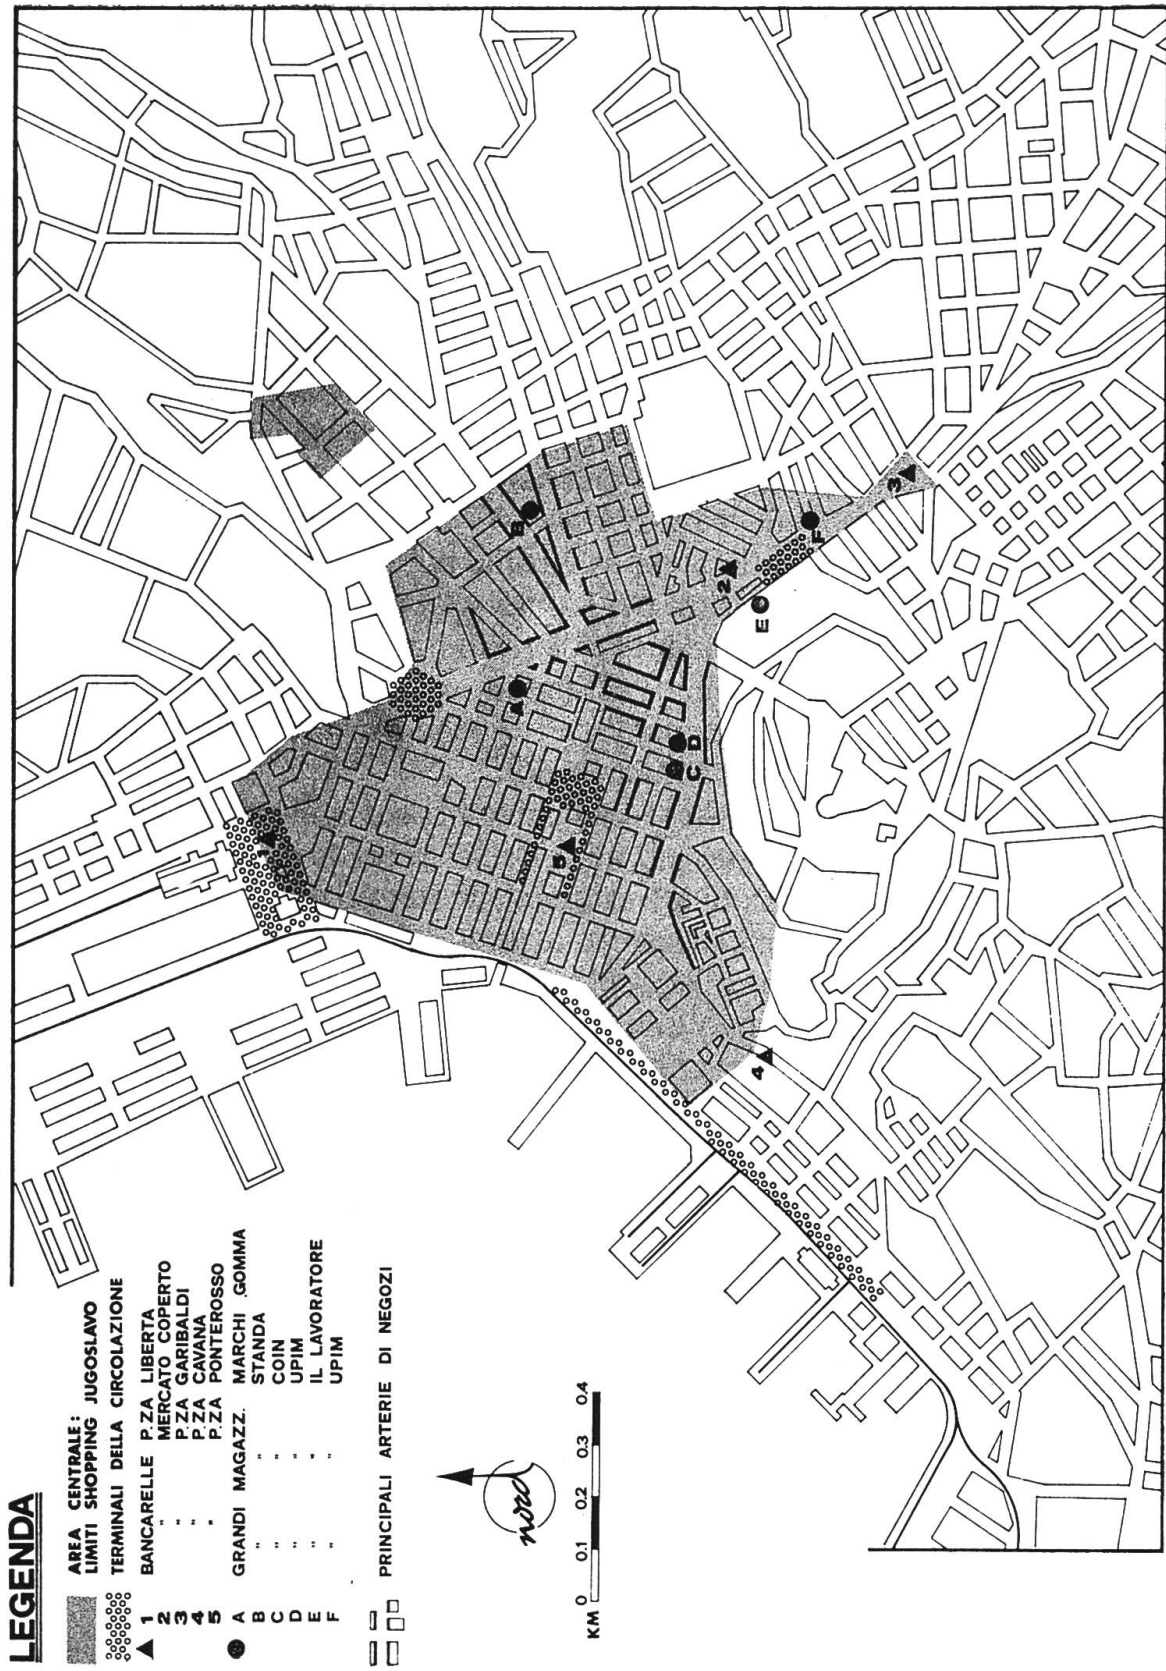 LEGENDA
AREA CENTRALE:
LIMITI SHOPPING JUGOSLAVO
TERMINALI DELLA CIRCOLAZIONE
1 BANCARELLE P.ZA LIBERTA
2 " MERCATO COPERTO
3 " P.ZA GARIBALDI
4 " P.ZA CAVANA
5 " P.ZA PONTEROSSO
A GRANDI MAGAZZ. MARCHI GOMMA
B " " STANDA
C " " COIN
D " " UPIM
E " " IL LAVORATORE
F " " UPIM
PRINCIPALI ARTERIE DI NEGOZI
nord
KM 0 0.1 0.2 0.3 0.4
1
B
3
A
2
F
E
5
C D
4